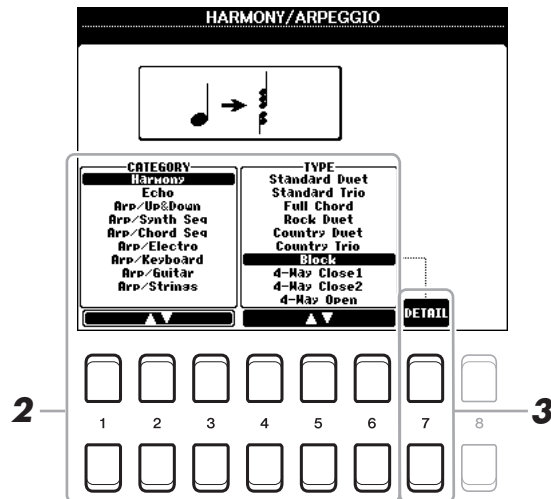 HARMONY/ARPEGGIO
CATEGORY
Harmony
Echo
Arp/Up&Down
Arp/Synth Seq
Arp/Chord Seq
Arp/Electro
Arp/Keyboard
Arp/Guitar
Arp/Strings
▲▼
TYPE
Standard Duet
Standard Trio
Full Chord
Rock Duet
Country Duet
Country Trio
Block
4-Way Close1
4-Way Close2
4-Way Open
▲▼
DETAIL
2
1 2 3 4 5 6 7 8
3